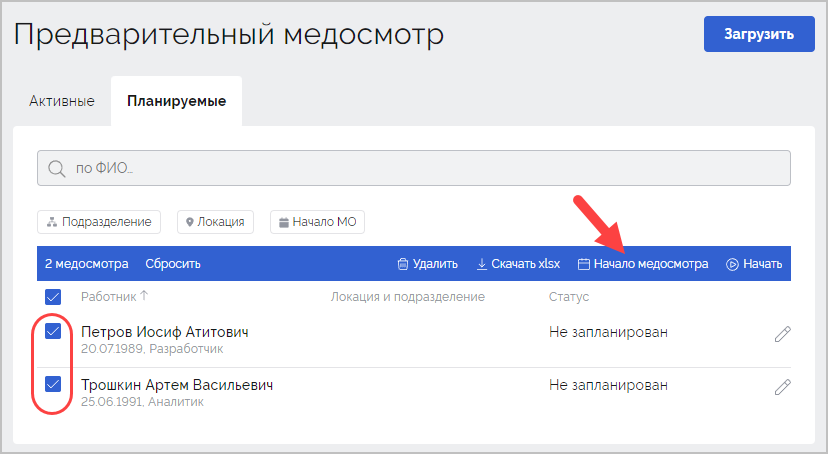 Предварительный медосмотр
Загрузить
Активные
Планируемые
по ФИО...
Подразделение
Локация
Начало МО
2 медосмотра Сбросить Удалить Скачать xlsx Начало медосмотра Начать
Работник ↑ Локация и подразделение Статус
Петров Иосиф Атитович Не запланирован
20.07.1989, Разработчик
Трошкин Артем Васильевич Не запланирован
25.06.1991, Аналитик